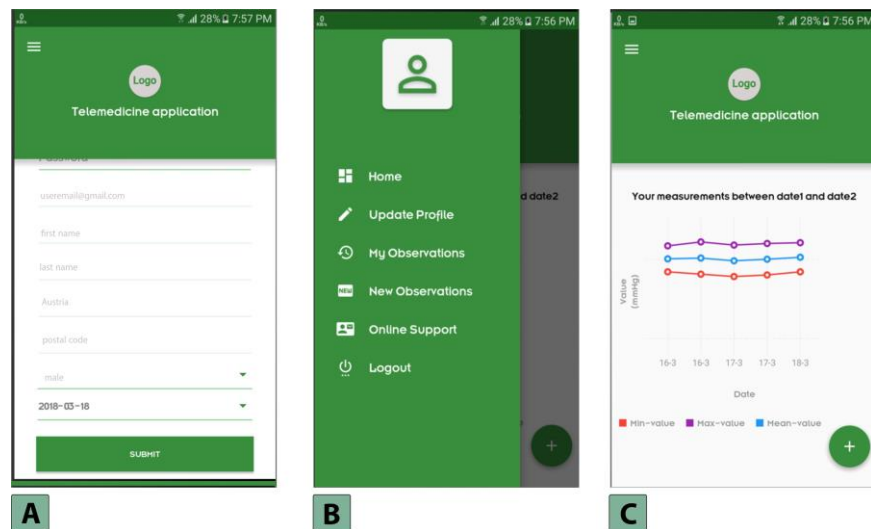 28% 7:57 PM
Logo
Telemedicine application
useremail@gmail.com
first name
last name
Austria
postal code
male
2018-03-18
SUBMIT
A
28% 7:56 PM
d date2
Home
Update Profile
My Observations
NEW New Observations
Online Support
Logout
+
B
28% 7:56 PM
Logo
Telemedicine application
Your measurements between date1 and date2
Value
(mmHg)
16-3 16-3 17-3 17-3 18-3
Date
Min-value Max-value Mean-value
+
C